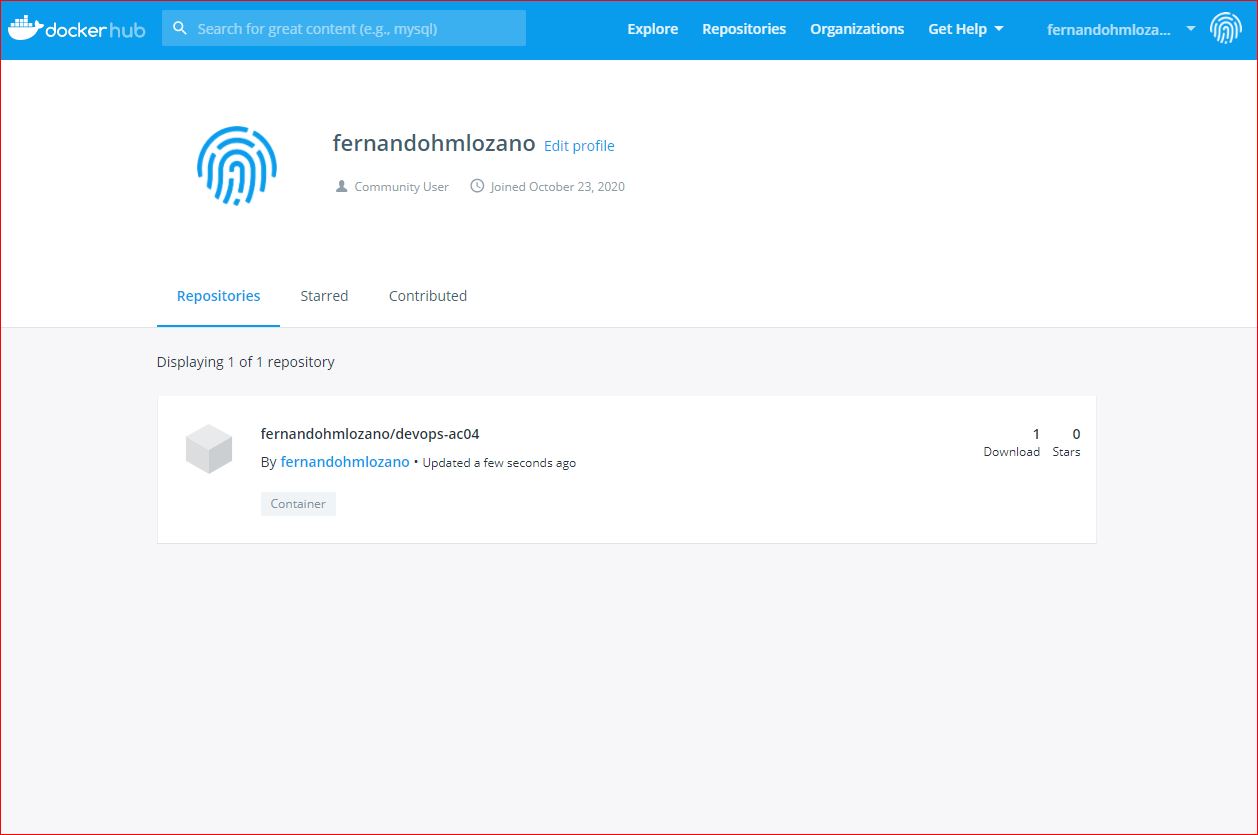 docker hub Search for great content (e.g., mysql) Explore Repositories Organizations Get Help fernandohmloza...
fernandohmlozano Edit profile
Community User Joined October 23, 2020
Repositories Starred Contributed
Displaying 1 of 1 repository
fernandohmlozano/devops-ac04 1 0
Download Stars
By fernandohmlozano • Updated a few seconds ago
Container